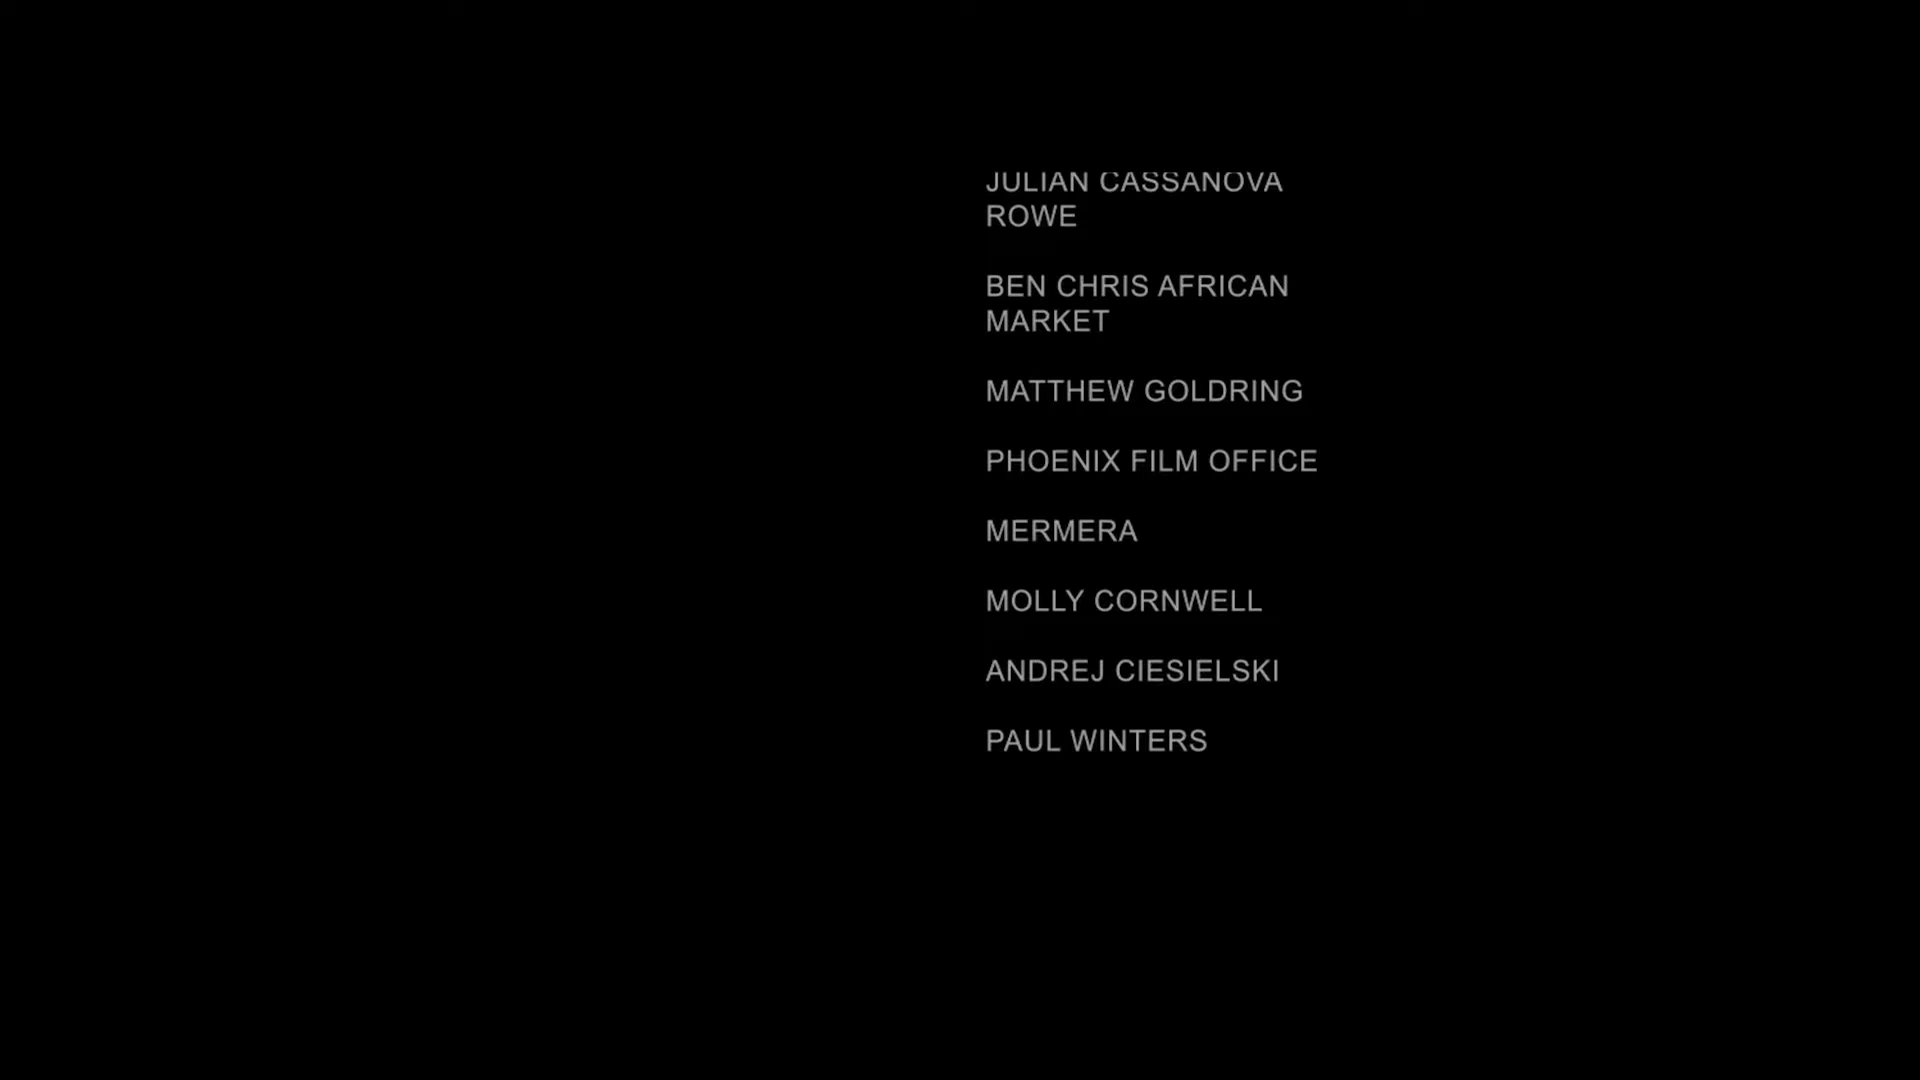 JULIAN CASSANOVA
ROWE
BEN CHRIS AFRICAN
MARKET
MATTHEW GOLDRING
PHOENIX FILM OFFICE
MERMERA
MOLLY CORNWELL
ANDREJ CIESIELSKI
PAUL WINTERS